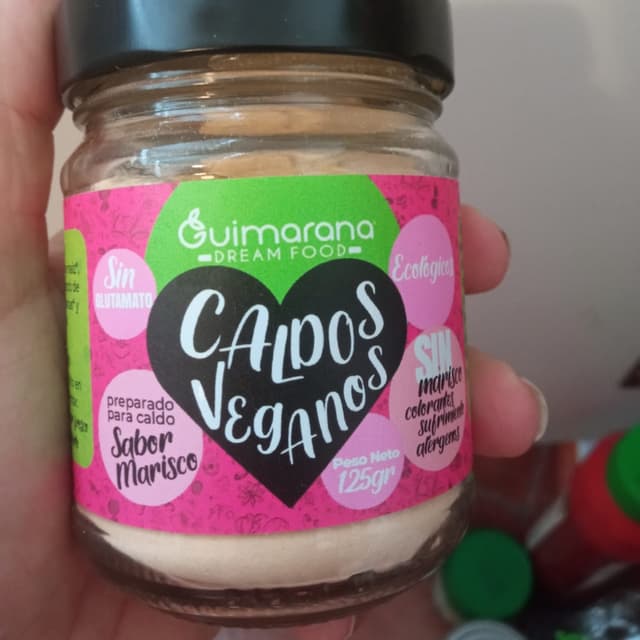 Guimarana
DREAM FOOD
Sin
GLUTAMATO
Ecológicos
CALDOS
VEGANOS
preparado
para caldo
Sabor
Marisco
SIN
marisco
colorantes
sufrimiento
alérgenos
Peso Neto
125gr